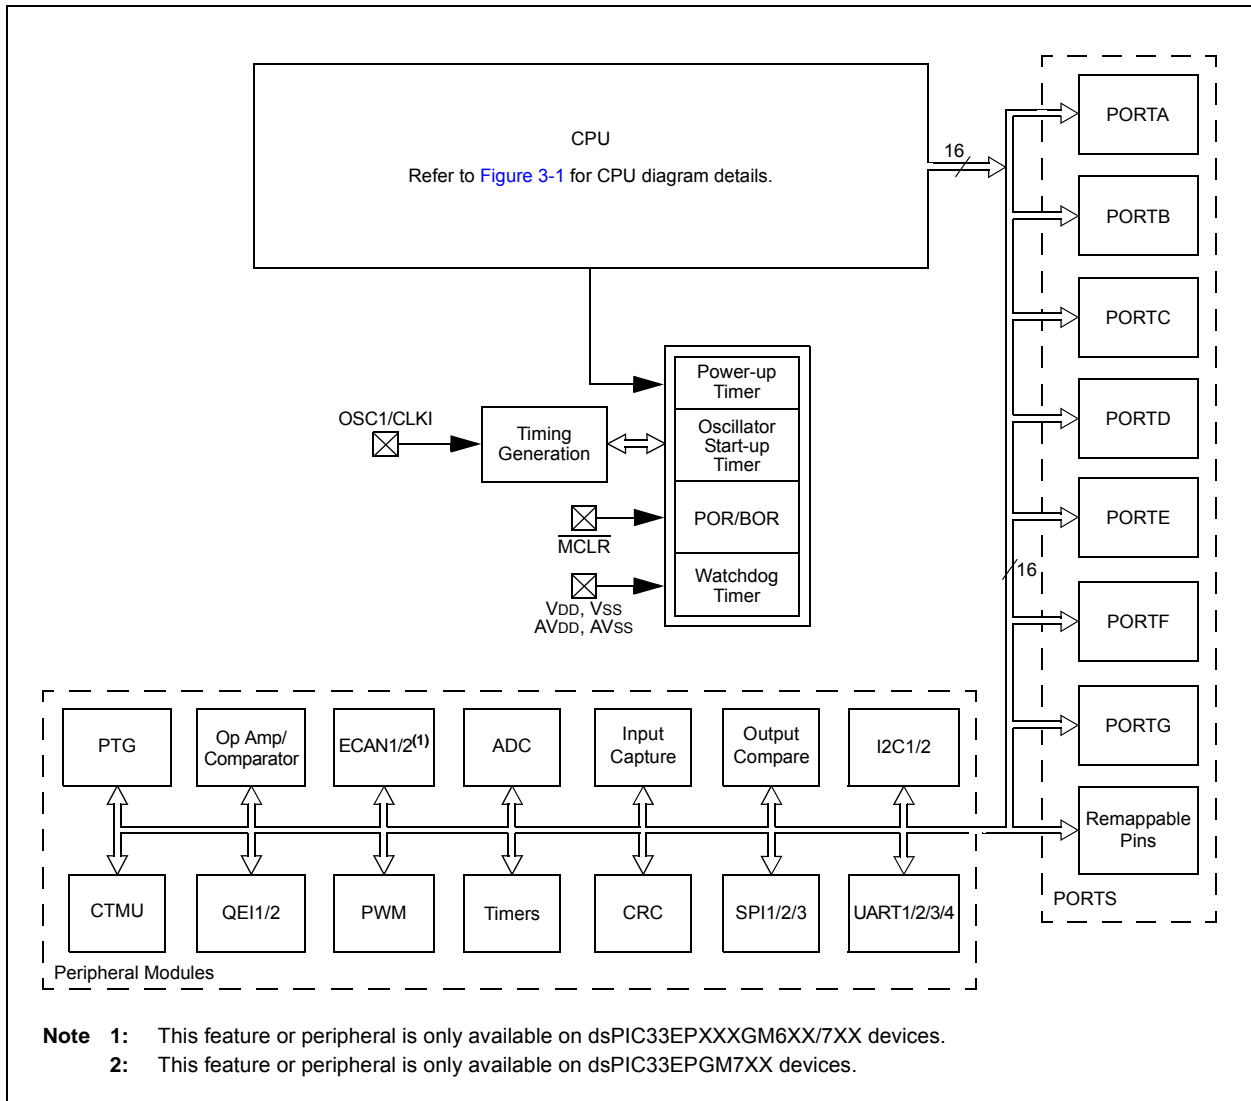 CPU
Refer to Figure 3-1 for CPU diagram details.
16
PORTA
PORTB
PORTC
PORTD
PORTE
16
PORTF
PORTG
Remappable
Pins
PORTS
Power-up
Timer
OSC1/CLKI
Timing
Generation
Oscillator
Start-up
Timer
MCLR
POR/BOR
VDD, VSS
AVDD, AVSS
Watchdog
Timer
PTG
Op Amp/
Comparator
ECAN1/2(1)
ADC
Input
Capture
Output
Compare
I2C1/2
CTMU
QEI1/2
PWM
Timers
CRC
SPI1/2/3
UART1/2/3/4
Peripheral Modules
Note 1: This feature or peripheral is only available on dsPIC33EPXXXGM6XX/7XX devices.
2: This feature or peripheral is only available on dsPIC33EPGM7XX devices.